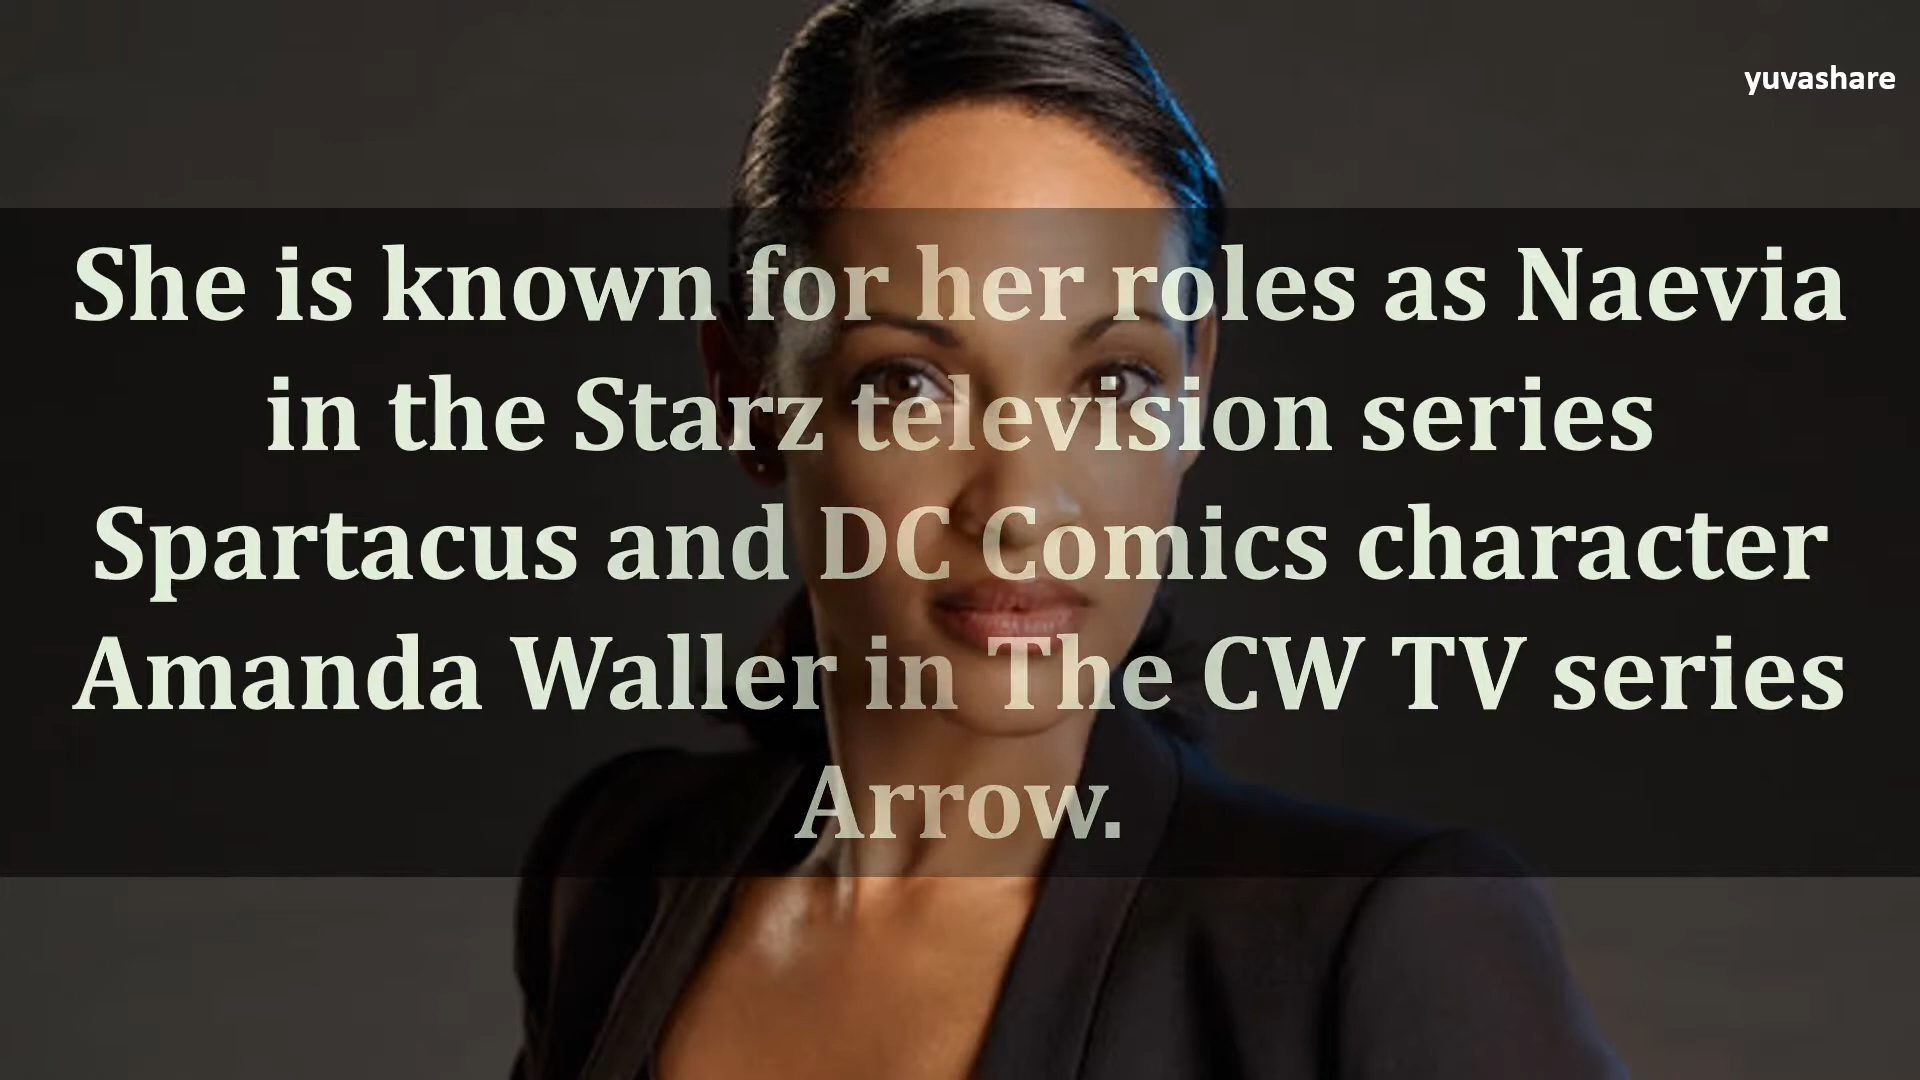 yuvashare
She is known for her roles as Naevia
in the Starz television series
Spartacus and DC Comics character
Amanda Waller in The CW TV series
Arrow.